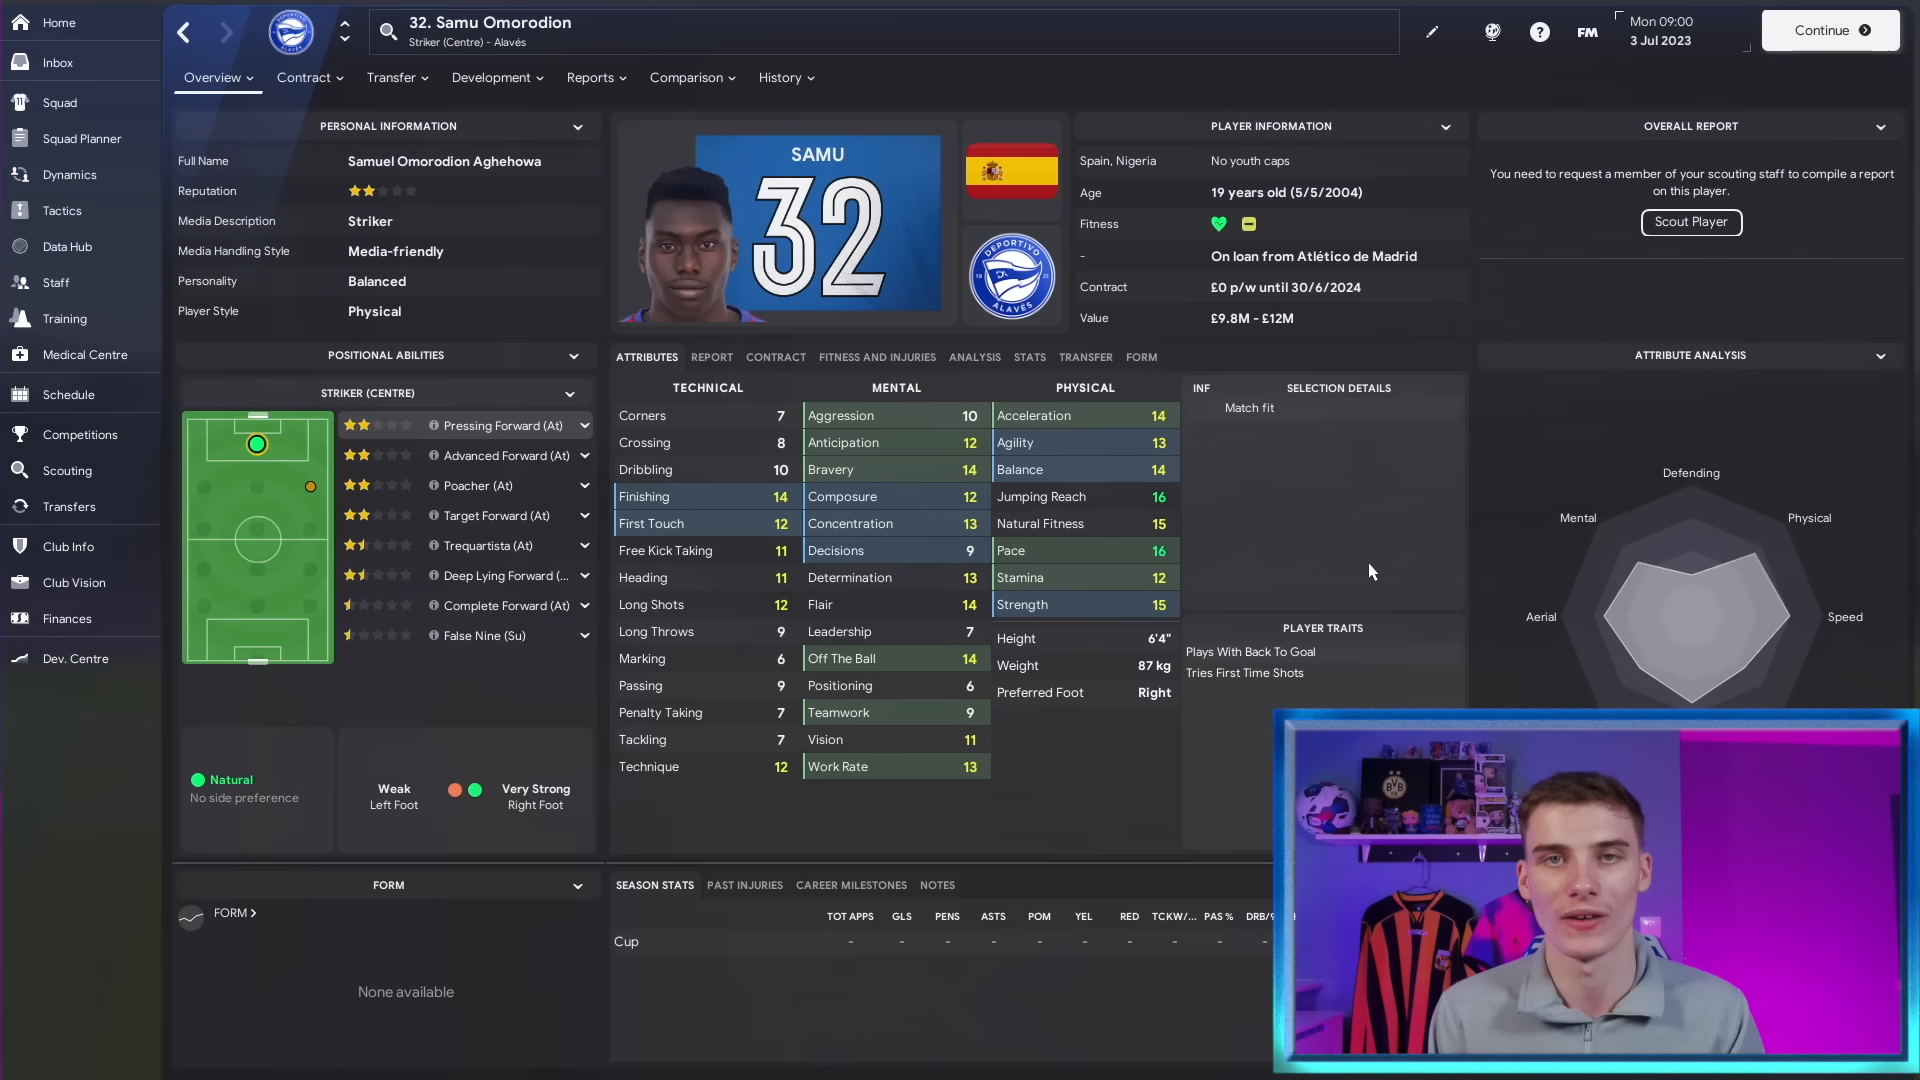 Home
Inbox
Squad
Squad Planner
Dynamics
Tactics
Data Hub
Staff
Training
Medical Centre
Schedule
Competitions
Scouting
Transfers
Club Info
Club Vision
Finances
Dev. Centre
32. Samu Omorodion
Striker (Centre) - Alavés
FM
Mon 09:00
3 Jul 2023
Continue
Overview
Contract
Transfer
Development
Reports
Comparison
History
PERSONAL INFORMATION
Full Name Samuel Omorodion Aghehowa
Reputation
Media Description Striker
Media Handling Style Media-friendly
Personality Balanced
Player Style Physical
SAMU
32
DEPORTIVO
ALAVÉS
PLAYER INFORMATION
Spain, Nigeria No youth caps
Age 19 years old (5/5/2004)
Fitness
- On loan from Atlético de Madrid
Contract £0 p/w until 30/6/2024
Value £9.8M - £12M
OVERALL REPORT
You need to request a member of your scouting staff to compile a report
on this player.
Scout Player
POSITIONAL ABILITIES
STRIKER (CENTRE)
Pressing Forward (At)
Advanced Forward (At)
Poacher (At)
Target Forward (At)
Trequartista (At)
Deep Lying Forward (...
Complete Forward (At)
False Nine (Su)
Natural
No side preference
Weak
Left Foot
Very Strong
Right Foot
ATTRIBUTES REPORT CONTRACT FITNESS AND INJURIES ANALYSIS STATS TRANSFER FORM
TECHNICAL
Corners 7
Crossing 8
Dribbling 10
Finishing 14
First Touch 12
Free Kick Taking 11
Heading 11
Long Shots 12
Long Throws 9
Marking 6
Passing 9
Penalty Taking 7
Tackling 7
Technique 12
MENTAL
Aggression 10
Anticipation 12
Bravery 14
Composure 12
Concentration 13
Decisions 9
Determination 13
Flair 14
Leadership 7
Off The Ball 14
Positioning 6
Teamwork 9
Vision 11
Work Rate 13
PHYSICAL
Acceleration 14
Agility 13
Balance 14
Jumping Reach 16
Natural Fitness 15
Pace 16
Stamina 12
Strength 15
Height 6'4"
Weight 87 kg
Preferred Foot Right
INF SELECTION DETAILS
Match fit
PLAYER TRAITS
Plays With Back To Goal
Tries First Time Shots
ATTRIBUTE ANALYSIS
Defending
Mental
Physical
Aerial
Speed
FORM
FORM
None available
SEASON STATS PAST INJURIES CAREER MILESTONES NOTES
TOT APPS GLS PENS ASTS POM YEL RED TCKW/... PAS %
Cup - - - - - - - - - -
BVB
09